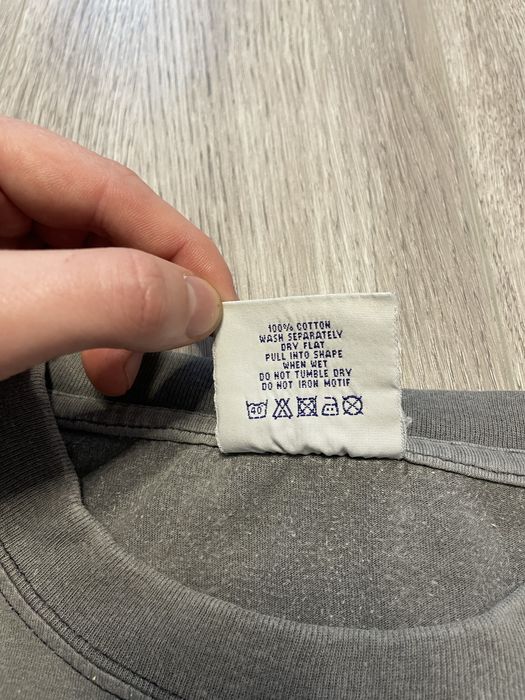 100% COTTON
WASH SEPARATELY
DRY FLAT
PULL INTO SHAPE
WHEN WET
DO NOT TUMBLE DRY
DO NOT IRON MOTIF
40